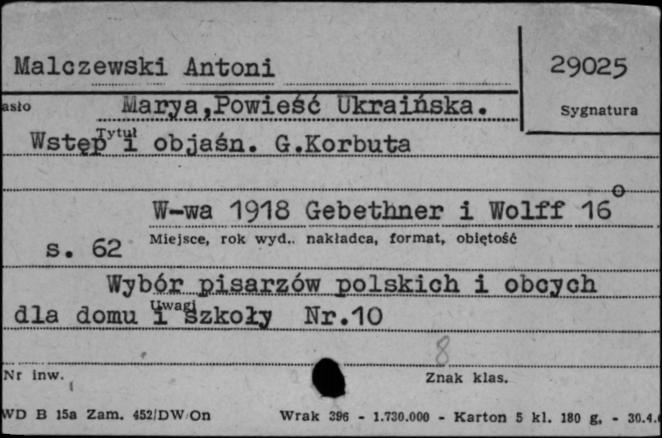 Malczewski Antoni
29025
asło
Marya,Powieść Ukraińska.
Sygnatura
Tytuł
Wstęp i objaśn. G.Korbuta
W-wa 1918 Gebethner i Wolff 16°
s. 62
Miejsce, rok wyd., nakładca, format, objętość
Wybór pisarzów polskich i obcych
Uwagi
dla domu i szkoły Nr.10
8
Nr inw.
Znak klas.
WD B 15a Zam. 452/DW/On
Wrak 396 - 1.730.000 - Karton 5 kl. 180 g. - 30.4.